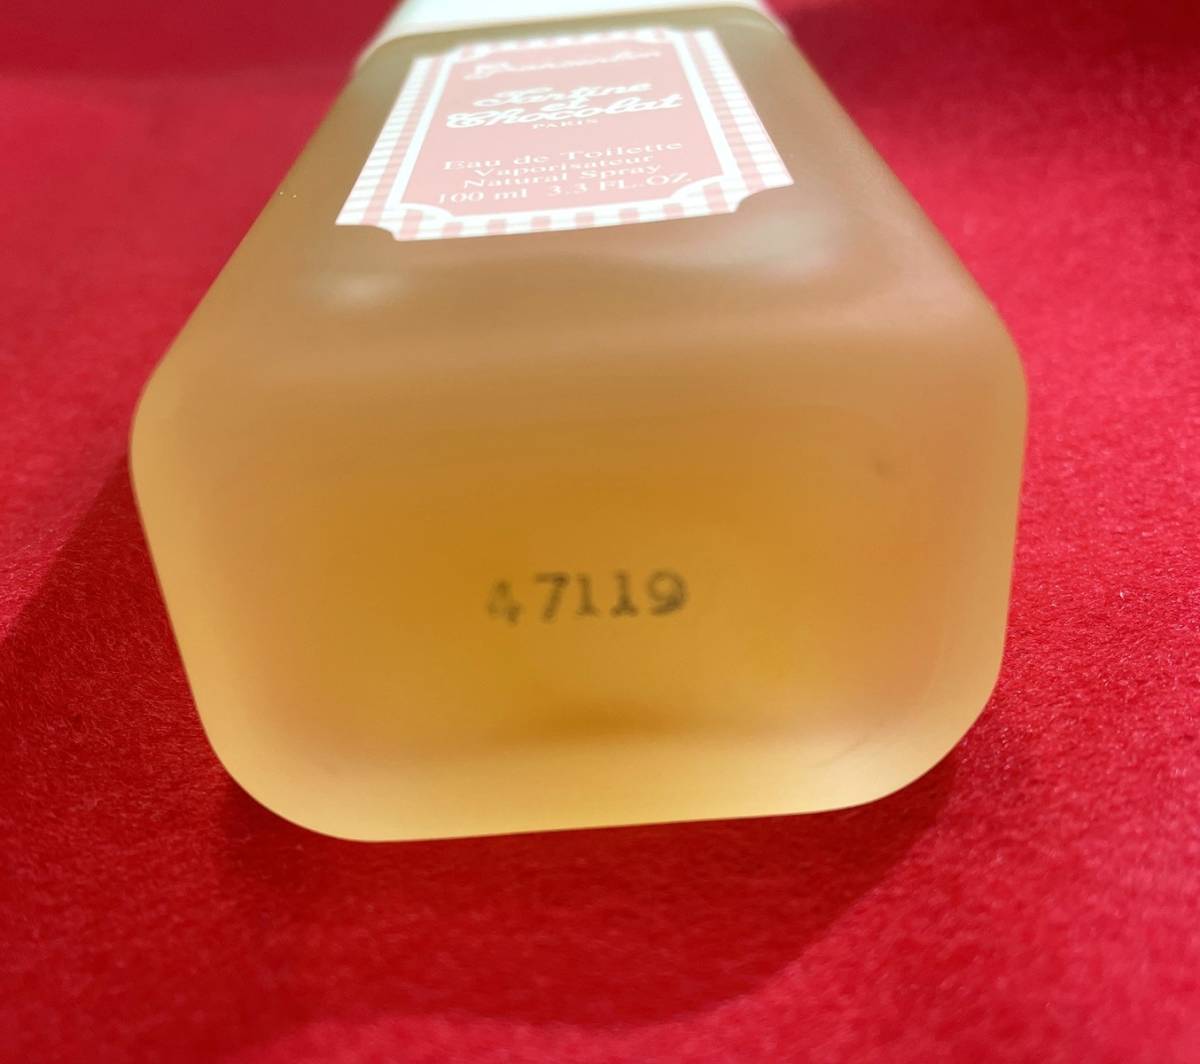 Tartine
et
Chocolat
PARIS
Eau de Toilette
Vaporisateur
Natural Spray
100 ml 3.3 FL.OZ
47119